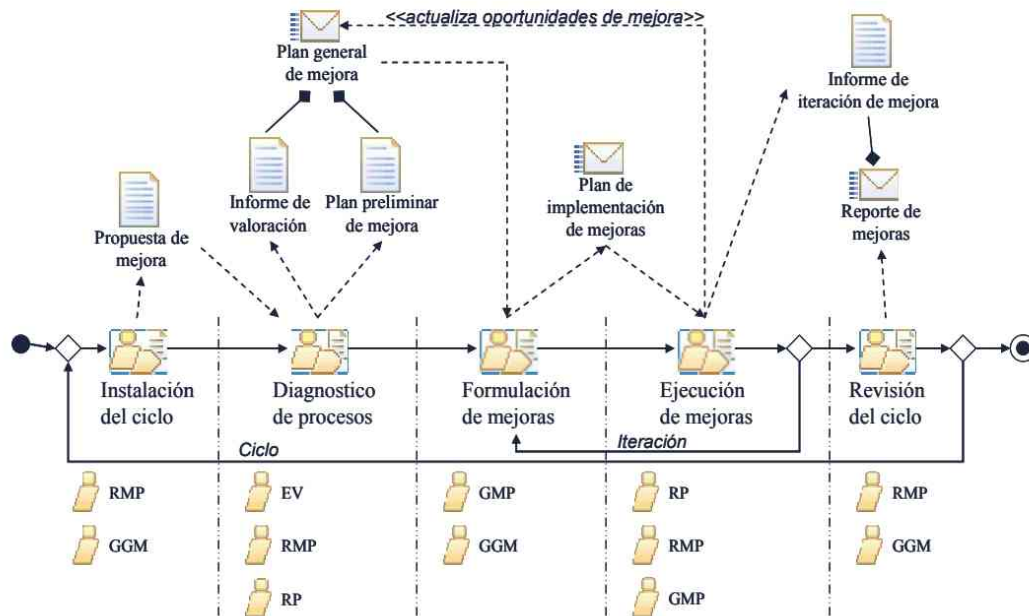 <<actualiza oportunidades de mejora>>
Plan general
de mejora
Informe de
iteración de mejora
Informe de
valoración
Plan preliminar
de mejora
Plan de
implementación
de mejoras
Propuesta de
mejora
Reporte de
mejoras
Instalación
del ciclo
Diagnostico
de procesos
Formulación
de mejoras
Ejecución
de mejoras
Revisión
del ciclo
Ciclo
Iteración
RMP
EV
GMP
RP
RMP
GGM
RMP
GGM
RMP
GGM
RP
GMP